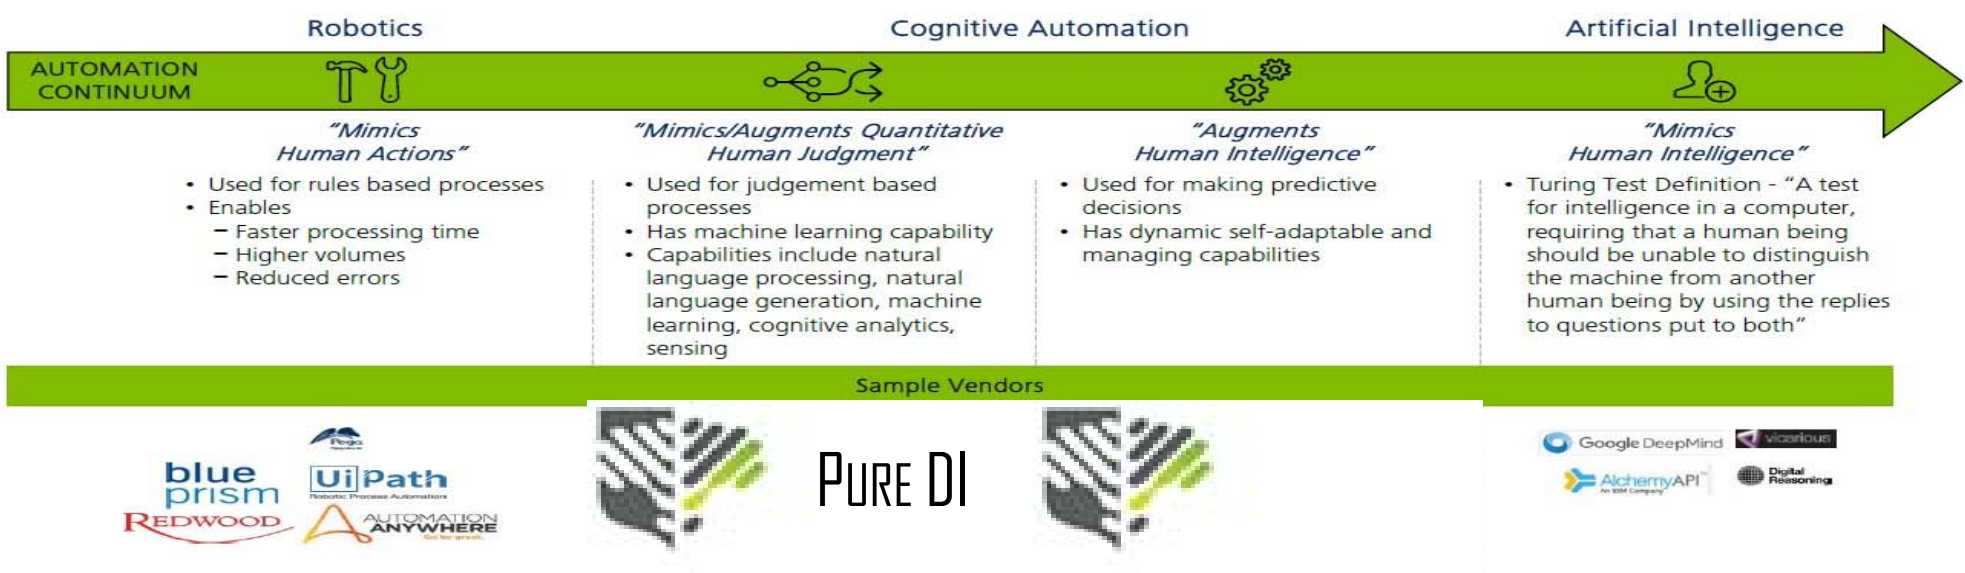 Robotics
Cognitive Automation
Artificial Intelligence
AUTOMATION
CONTINUUM
"Mimics
Human Actions"
• Used for rules based processes
• Enables
– Faster processing time
– Higher volumes
– Reduced errors
"Mimics/Augments Quantitative
Human Judgment"
• Used for judgement based
processes
• Has machine learning capability
• Capabilities include natural
language processing, natural
language generation, machine
learning, cognitive analytics,
sensing
"Augments
Human Intelligence"
• Used for making predictive
decisions
• Has dynamic self-adaptable and
managing capabilities
"Mimics
Human Intelligence"
• Turing Test Definition - "A test
for intelligence in a computer,
requiring that a human being
should be unable to distinguish
the machine from another
human being by using the replies
to questions put to both"
Sample Vendors
Pega
blue
prism
UiPath
Robotic Process Automation
REDWOOD
AUTOMATION
ANYWHERE
Go be great.
PURE DI
Google DeepMind
vicarious
AlchemyAPI™
An IBM Company
Digital
Reasoning